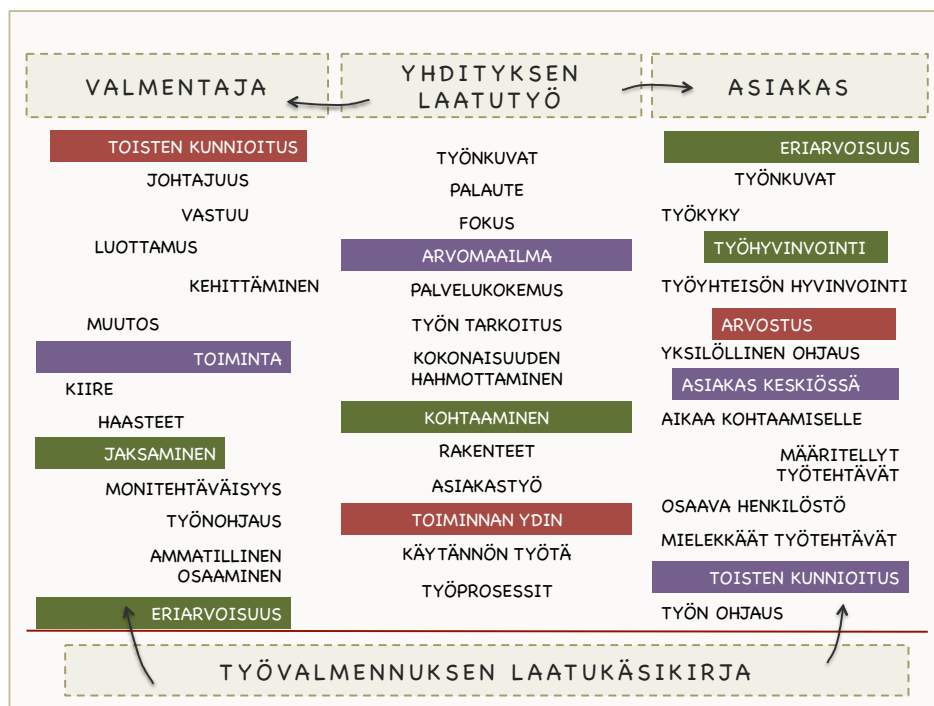 VALMENTAJA
TOISTEN KUNNIOITUS
JOHTAJUUS
VASTUU
LUOTTAMUS
KEHITTÄMINEN
MUUTOS
TOIMINTA
KIIRE
HAASTEET
JAKSAMINEN
MONITEHTÄVÄISYYS
TYÖNOHJAUS
AMMATILLINEN
OSAAMINEN
ERIARVOISUUS
YHDITYKSEN
LAATUTYÖ
TYÖNKUVAT
PALAUTE
FOKUS
ARVOMAAILMA
PALVELUKOKEMUS
TYÖN TARKOITUS
KOKONAISUUDEN
HAHMOTTAMINEN
KOHTAAMINEN
RAKENTEET
ASIAKASTYÖ
TOIMINNAN YDIN
KÄYTÄNNÖN TYÖTÄ
TYÖPROSESSIT
ASIAKAS
ERIARVOISUUS
TYÖNKUVAT
TYÖKYKY
TYÖHYVINVOINTI
TYÖYHTEISÖN HYVINVOINTI
ARVOSTUS
YKSILÖLLINEN OHJAUS
ASIAKAS KESKIÖSSÄ
AIKAA KOHTAAMISELLE
MÄÄRITELLYT
TYÖTEHTÄVÄT
OSAAVA HENKILÖSTÖ
MIELEKKÄÄT TYÖTEHTÄVÄT
TOISTEN KUNNIOITUS
TYÖN OHJAUS
TYÖVALMENNUKSEN LAATUKÄSIKIRJA